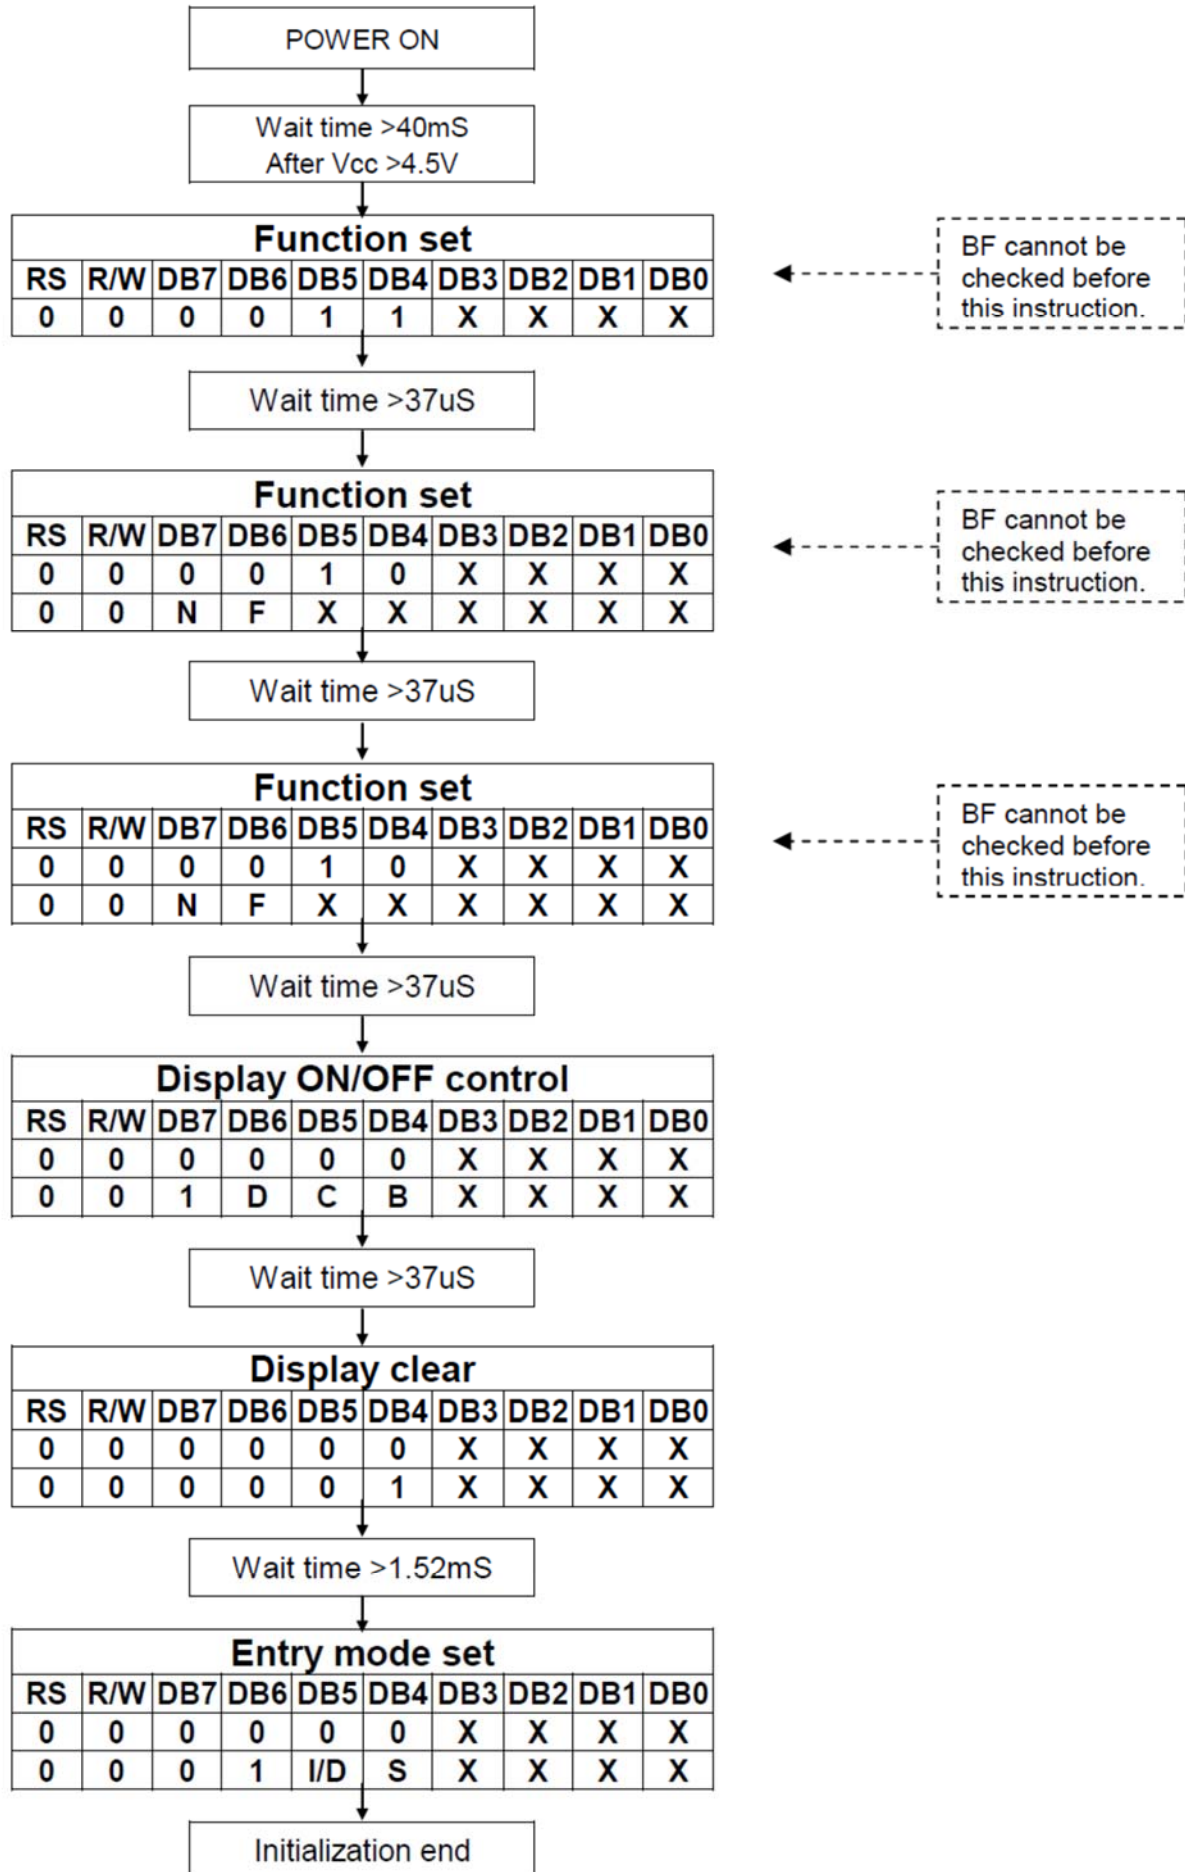 POWER ON
Wait time >40mS
After Vcc >4.5V
Function set
RS R/W DB7 DB6 DB5 DB4 DB3 DB2 DB1 DB0
0 0 0 0 1 1 X X X X
BF cannot be
checked before
this instruction.
Wait time >37uS
Function set
RS R/W DB7 DB6 DB5 DB4 DB3 DB2 DB1 DB0
0 0 0 0 1 0 X X X X
0 0 N F X X X X X X
BF cannot be
checked before
this instruction.
Wait time >37uS
Function set
RS R/W DB7 DB6 DB5 DB4 DB3 DB2 DB1 DB0
0 0 0 0 1 0 X X X X
0 0 N F X X X X X X
BF cannot be
checked before
this instruction.
Wait time >37uS
Display ON/OFF control
RS R/W DB7 DB6 DB5 DB4 DB3 DB2 DB1 DB0
0 0 0 0 0 0 X X X X
0 0 1 D C B X X X X
Wait time >37uS
Display clear
RS R/W DB7 DB6 DB5 DB4 DB3 DB2 DB1 DB0
0 0 0 0 0 0 X X X X
0 0 0 0 0 1 X X X X
Wait time >1.52mS
Entry mode set
RS R/W DB7 DB6 DB5 DB4 DB3 DB2 DB1 DB0
0 0 0 0 0 0 X X X X
0 0 0 1 I/D S X X X X
Initialization end